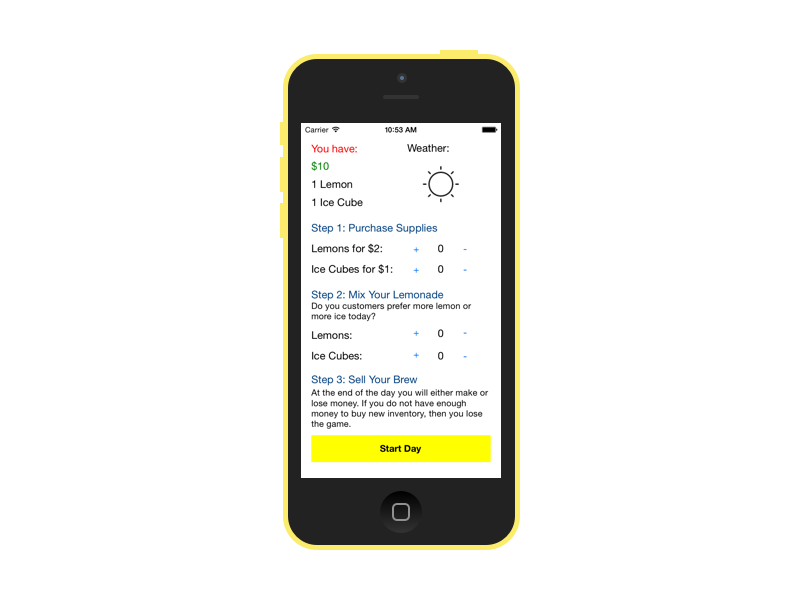 Carrier 10:53 AM
You have: Weather:
$10
1 Lemon
1 Ice Cube
Step 1: Purchase Supplies
Lemons for $2: + 0 -
Ice Cubes for $1: + 0 -
Step 2: Mix Your Lemonade
Do you customers prefer more lemon or
more ice today?
Lemons: + 0 -
Ice Cubes: + 0 -
Step 3: Sell Your Brew
At the end of the day you will either make or
lose money. If you do not have enough
money to buy new inventory, then you lose
the game.
Start Day